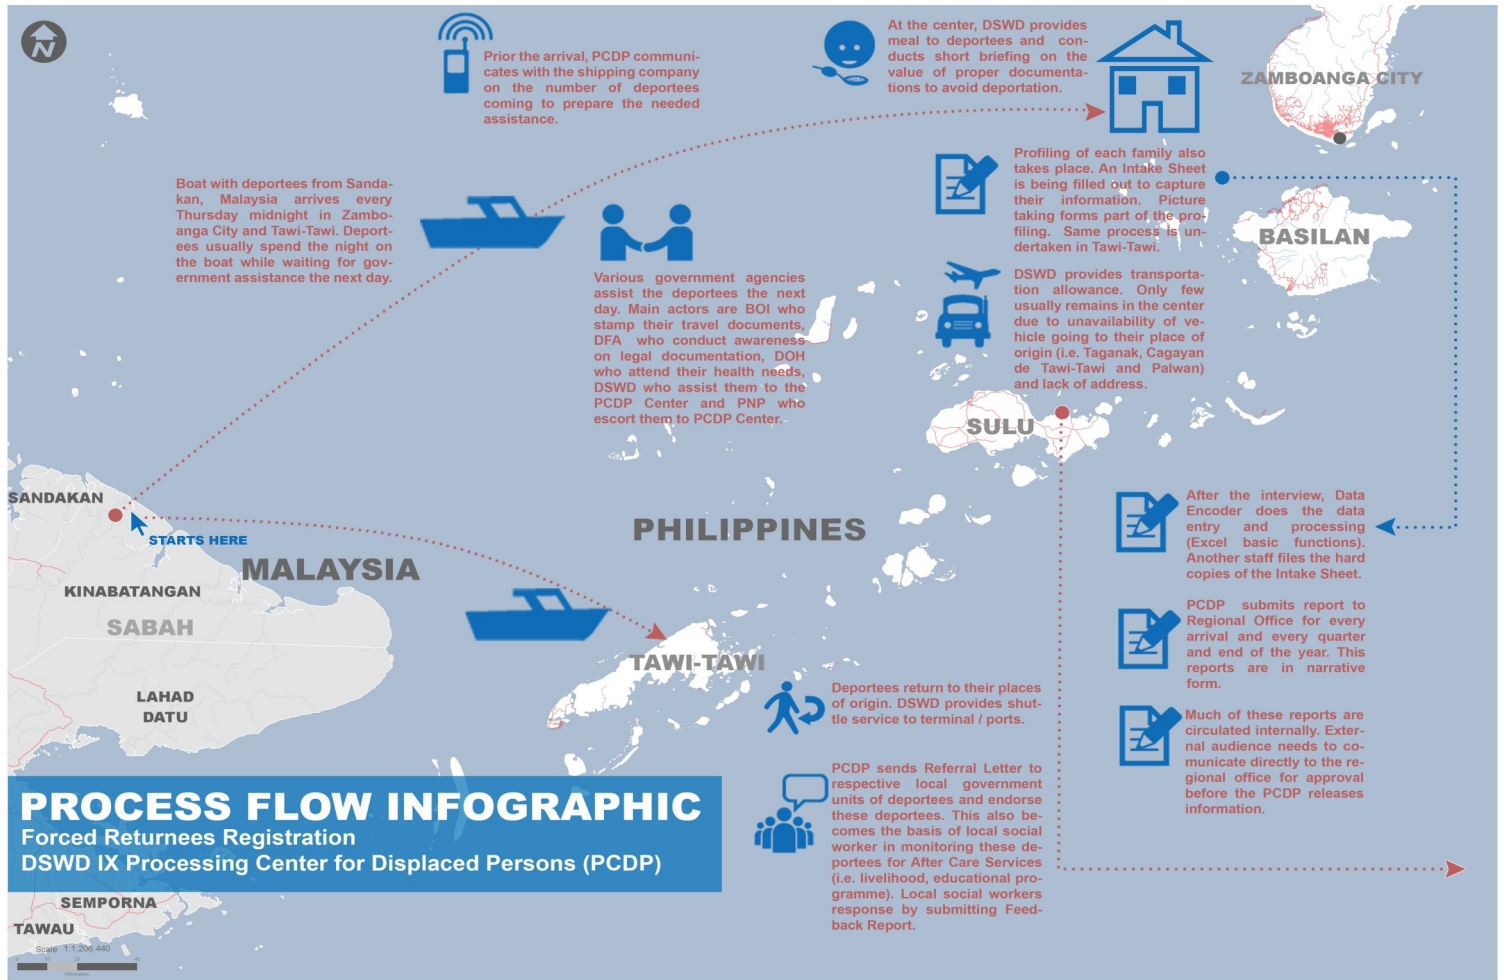 N
Prior the arrival, PCDP communi-
cates with the shipping company
on the number of deportees
coming to prepare the needed
assistance.
At the center, DSWD provides
meal to deportees and con-
ducts short briefing on the
value of proper documenta-
tions to avoid deportation.
ZAMBOANGA CITY
Boat with deportees from Sanda-
kan, Malaysia arrives every
Thursday midnight in Zambo-
anga City and Tawi-Tawi. Deport-
ees usually spend the night on
the boat while waiting for gov-
ernment assistance the next day.
Profiling of each family also
takes place. An Intake Sheet
is being filled out to capture
their information. Picture
taking forms part of the pro-
filing. Same process is un-
dertaken in Tawi-Tawi.
BASILAN
Various government agencies
assist the deportees the next
day. Main actors are BOI who
stamp their travel documents,
DFA who conduct awareness
on legal documentation, DOH
who attend their health needs,
DSWD who assist them to the
PCDP Center and PNP who
escort them to PCDP Center.
DSWD provides transporta-
tion allowance. Only few
usually remains in the center
due to unavailability of ve-
hicle going to their place of
origin (i.e. Taganak, Cagayan
de Tawi-Tawi and Palwan)
and lack of address.
SULU
SANDAKAN
STARTS HERE
MALAYSIA
PHILIPPINES
KINABATANGAN
SABAH
LAHAD
DATU
TAWI-TAWI
After the interview, Data
Encoder does the data
entry and processing
(Excel basic functions).
Another staff files the hard
copies of the Intake Sheet.
PCDP submits report to
Regional Office for every
arrival and every quarter
and end of the year. This
reports are in narrative
form.
Much of these reports are
circulated internally. Exter-
nal audience needs to co-
municate directly to the re-
gional office for approval
before the PCDP releases
information.
Deportees return to their places
of origin. DSWD provides shut-
tle service to terminal / ports.
PCDP sends Referral Letter to
respective local government
units of deportees and endorse
these deportees. This also be-
comes the basis of local social
worker in monitoring these de-
portees for After Care Services
(i.e. livelihood, educational pro-
gramme). Local social workers
response by submitting Feed-
back Report.
PROCESS FLOW INFOGRAPHIC
Forced Returnees Registration
DSWD IX Processing Center for Displaced Persons (PCDP)
SEMPORNA
TAWAU
Scale 1:1,206,440
0 10 20 40
Kilometers